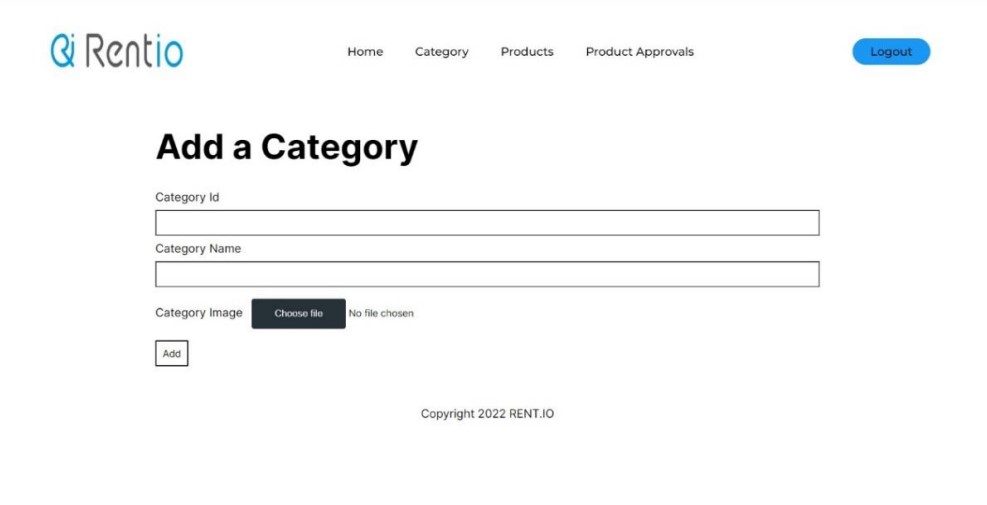 Rentio
Home Category Products Product Approvals Logout
Add a Category
Category Id
Category Name
Category Image Choose file No file chosen
Add
Copyright 2022 RENT.IO